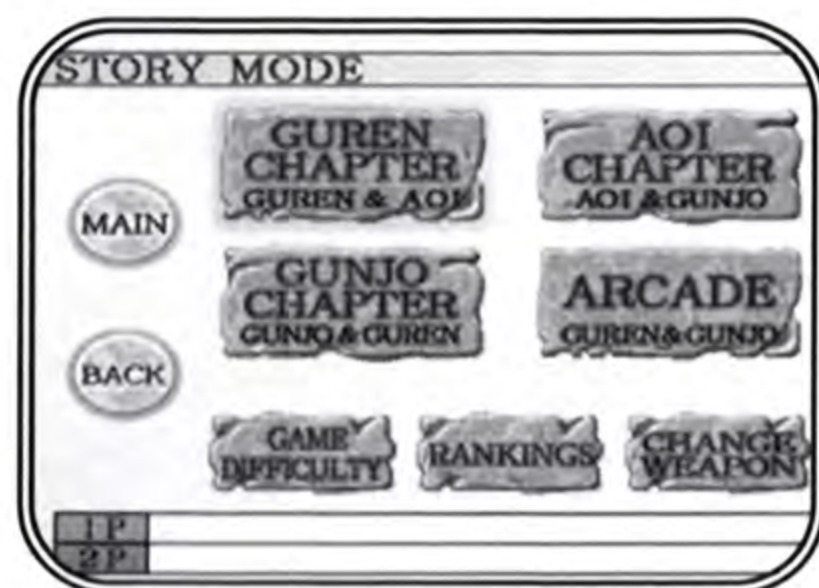 STORY MODE
GUREN
CHAPTER
GUREN & AOI
AOI
CHAPTER
AOI & GUNJO
MAIN
GUNJO
CHAPTER
GUNJO & GUREN
ARCADE
GUREN & GUNJO
BACK
GAME
DIFFICULTY
RANKINGS
CHANGE
WEAPON
1P
2P